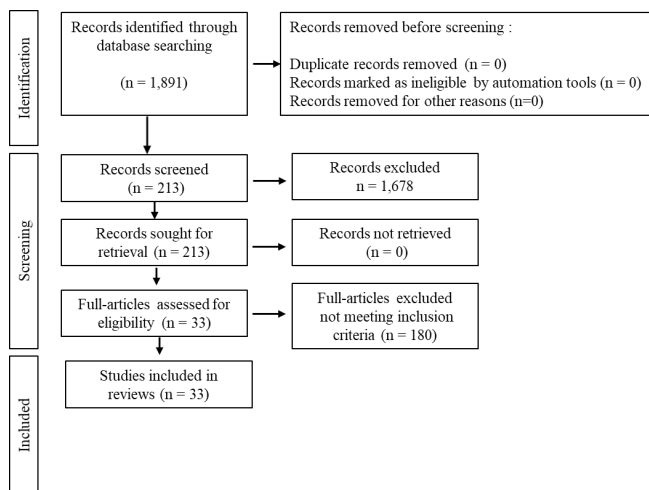 Identification
Records identified through
database searching
(n = 1,891)
Records removed before screening :
Duplicate records removed (n = 0)
Records marked as ineligible by automation tools (n = 0)
Records removed for other reasons (n=0)
Screening
Records screened
(n = 213)
Records excluded
n = 1,678
Records sought for
retrieval (n = 213)
Records not retrieved
(n = 0)
Full-articles assessed for
eligibility (n = 33)
Full-articles excluded
not meeting inclusion
criteria (n = 180)
Included
Studies included in
reviews (n = 33)